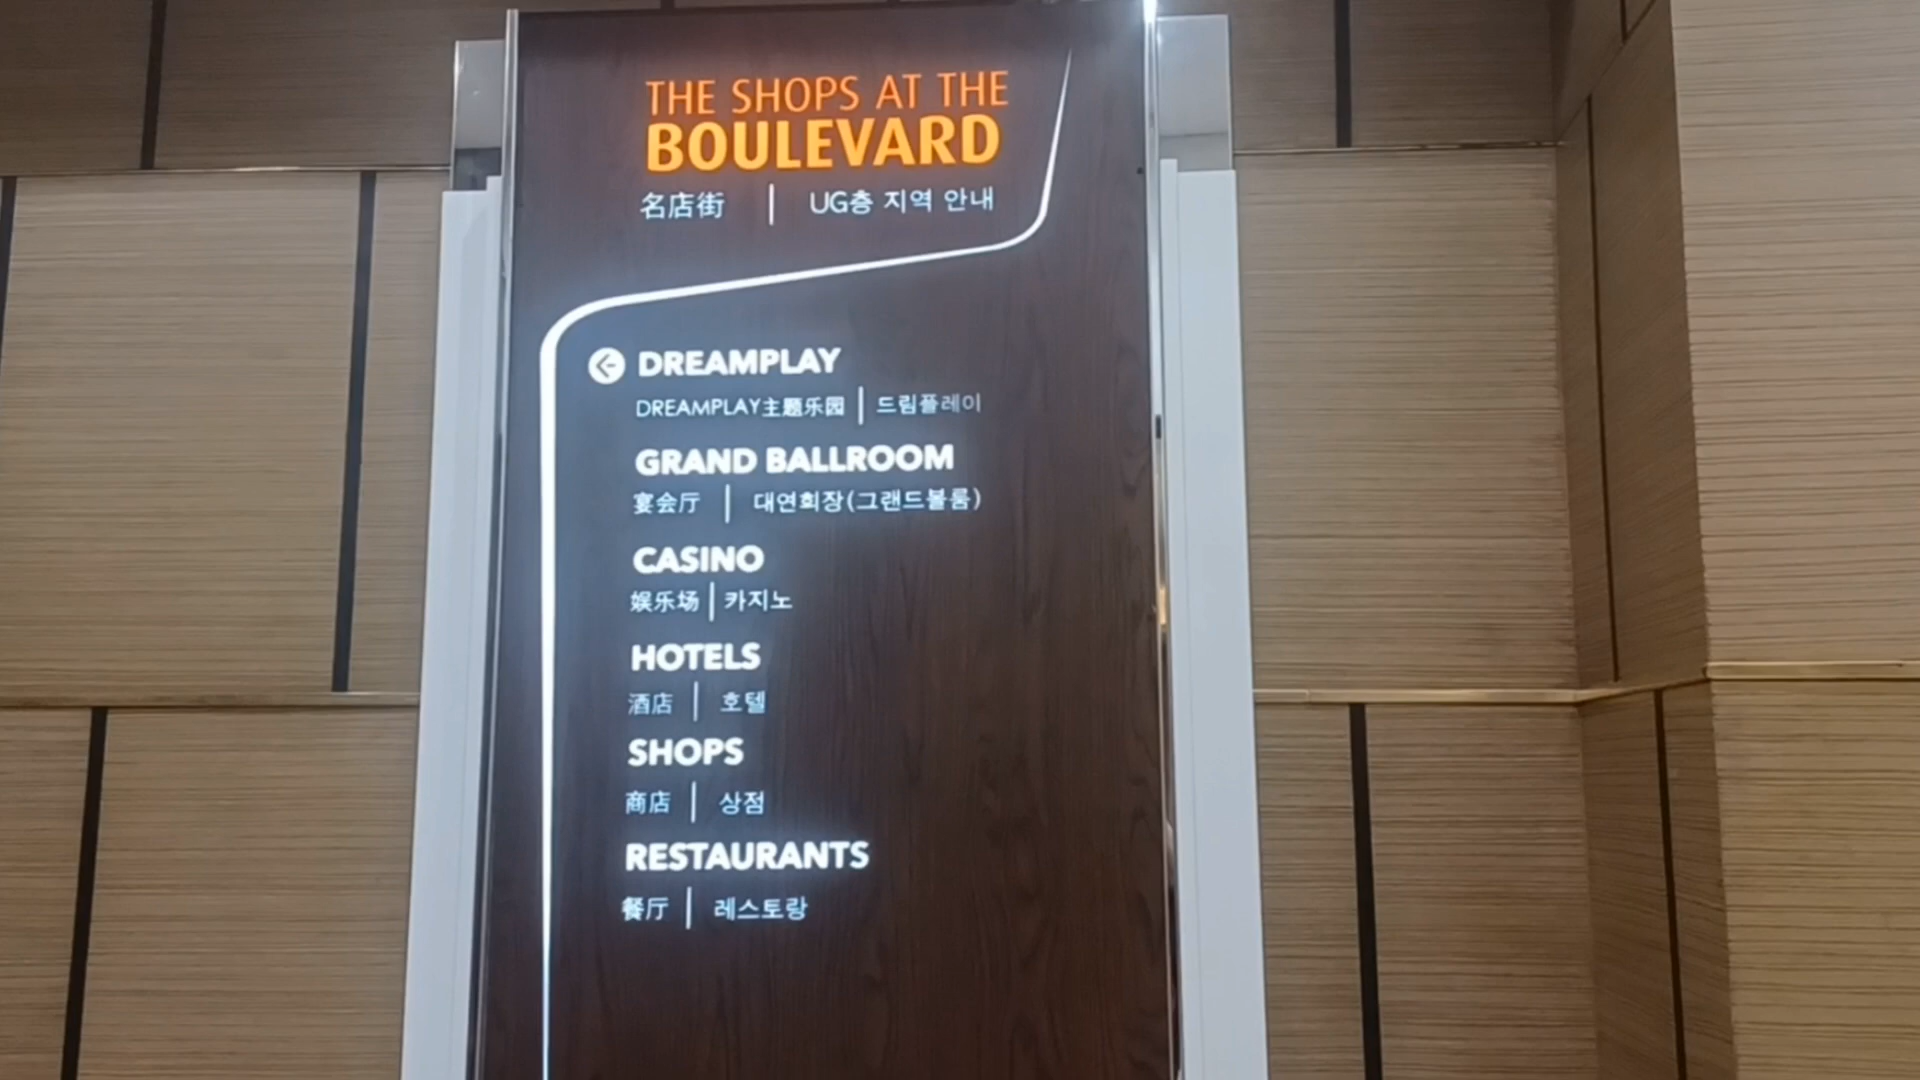 THE SHOPS AT THE
BOULEVARD
名店街 | UG층 지역 안내
DREAMPLAY
DREAMPLAY主题乐园 | 드림플레이
GRAND BALLROOM
宴会厅 | 대연회장(그랜드볼룸)
CASINO
娱乐场 | 카지노
HOTELS
酒店 | 호텔
SHOPS
商店 | 상점
RESTAURANTS
餐厅 | 레스토랑